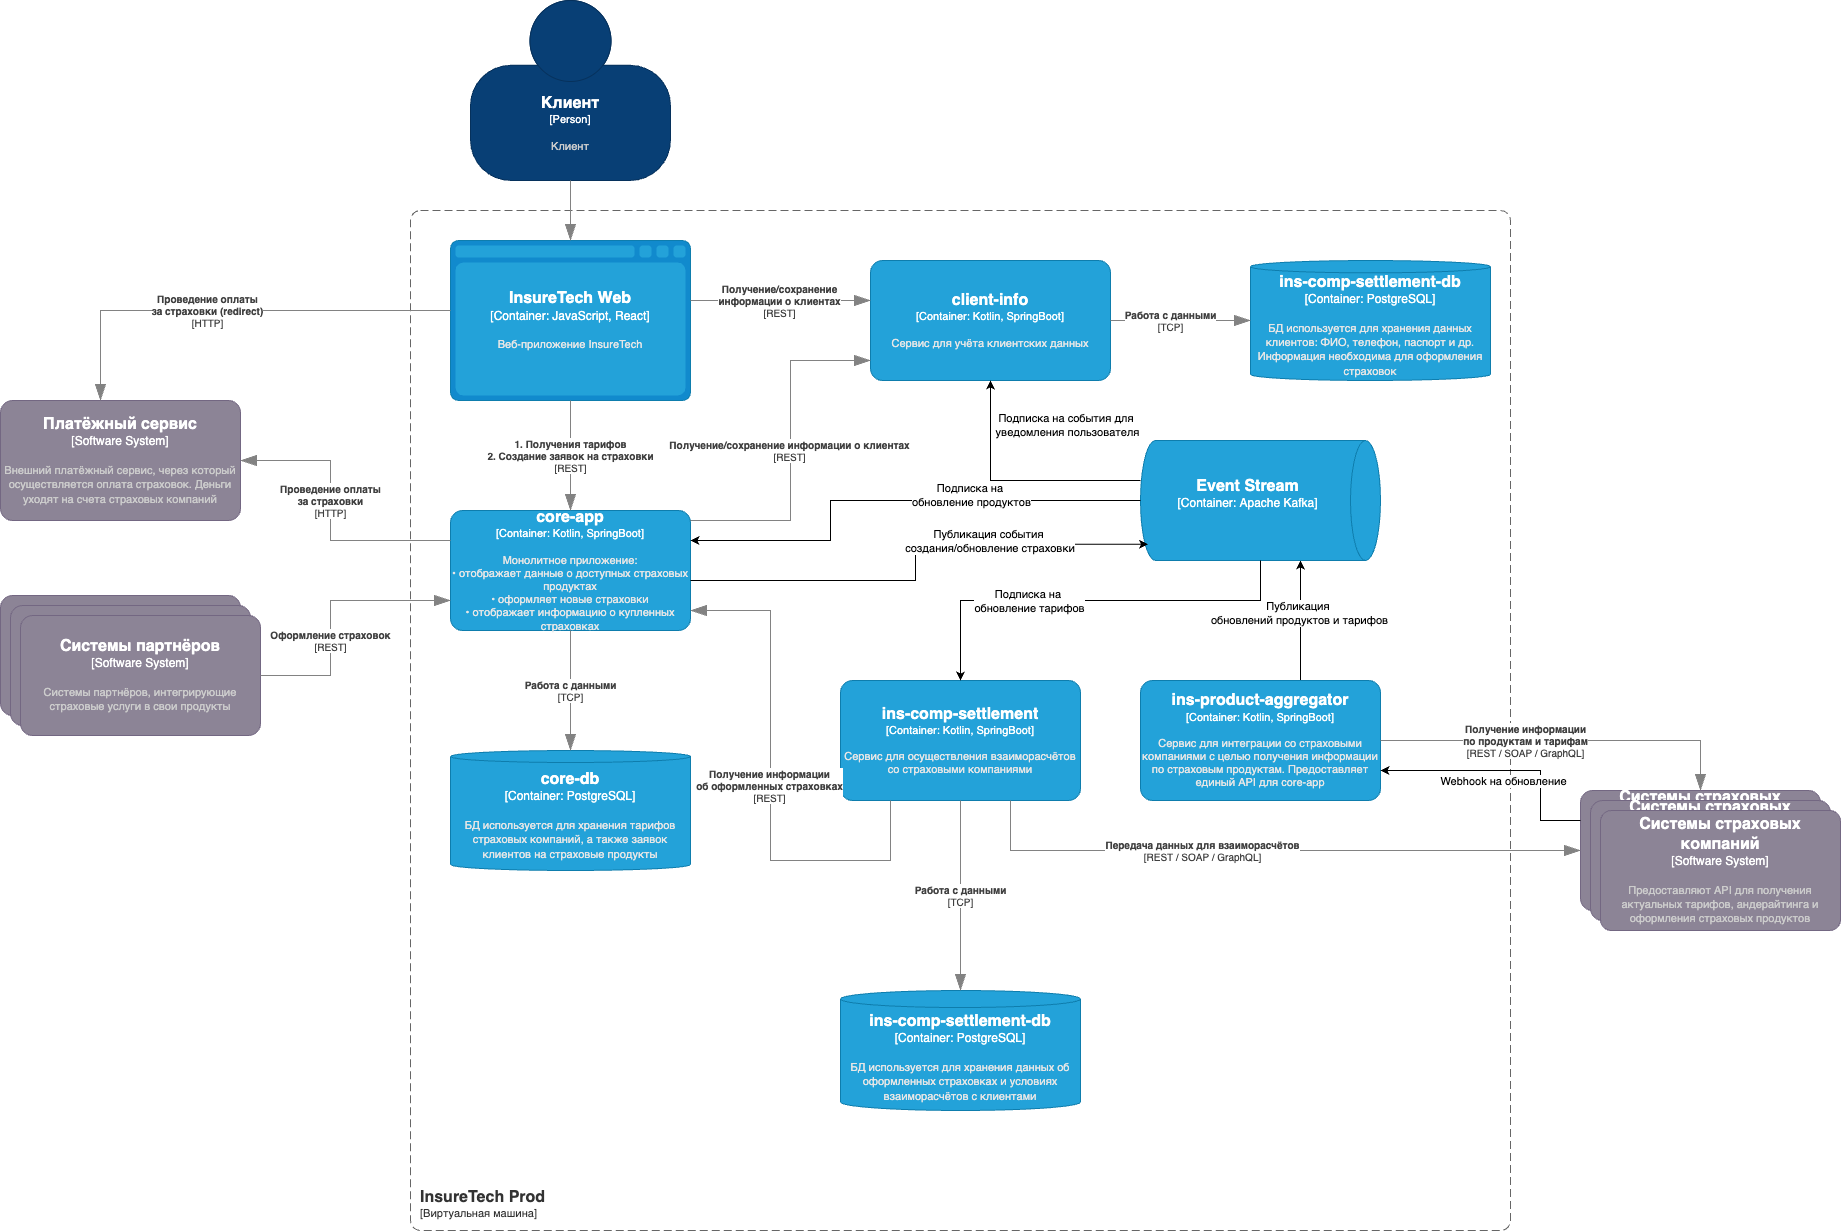 Клиент
[Person]
Клиент
InsureTech Web
[Container: JavaScript, React]
Веб-приложение InsureTech
Получение/сохранение
информации о клиентах
[REST]
client-info
[Container: Kotlin, SpringBoot]
Сервис для учёта клиентских данных
Работа с данными
[TCP]
ins-comp-settlement-db
[Container: PostgreSQL]
БД используется для хранения данных
клиентов: ФИО, телефон, паспорт и др.
Информация необходима для оформления
страховок
Проведение оплаты
за страховки (redirect)
[HTTP]
Платёжный сервис
[Software System]
Внешний платёжный сервис, через который
осуществляется оплата страховок. Деньги
уходят на счета страховых компаний
1. Получения тарифов
2. Создание заявок на страховки
[REST]
Получение/сохранение информации о клиентах
[REST]
Подписка на события для
уведомления пользователя
Event Stream
[Container: Apache Kafka]
Проведение оплаты
за страховки
[HTTP]
Подписка на
обновление продуктов
core-app
[Container: Kotlin, SpringBoot]
Монолитное приложение:
• отображает данные о доступных страховых
продуктах
• оформляет новые страховки
• отображает информацию о купленных
страховках
Публикация события
создания/обновление страховки
Подписка на
обновление тарифов
Публикация
обновлений продуктов и тарифов
Оформление страховок
[REST]
Системы партнёров
[Software System]
Системы партнёров, интегрирующие
страховые услуги в свои продукты
Работа с данными
[TCP]
core-db
[Container: PostgreSQL]
БД используется для хранения тарифов
страховых компаний, а также заявок
клиентов на страховые продукты
Получение информации
об оформленных страховках
[REST]
ins-comp-settlement
[Container: Kotlin, SpringBoot]
Сервис для осуществления взаиморасчётов
со страховыми компаниями
ins-product-aggregator
[Container: Kotlin, SpringBoot]
Сервис для интеграции со страховыми
компаниями с целью получения информации
по страховым продуктам. Предоставляет
единый API для core-app
Получение информации
по продуктам и тарифам
[REST / SOAP / GraphQL]
Webhook на обновление
Системы страховых
Системы страховых
Системы страховых
компаний
[Software System]
Предоставляют API для получения
актуальных тарифов, андерайтинга и
оформления страховых продуктов
Передача данных для взаиморасчётов
[REST / SOAP / GraphQL]
Работа с данными
[TCP]
ins-comp-settlement-db
[Container: PostgreSQL]
БД используется для хранения данных об
оформленных страховках и условиях
взаиморасчётов с клиентами
InsureTech Prod
[Виртуальная машина]